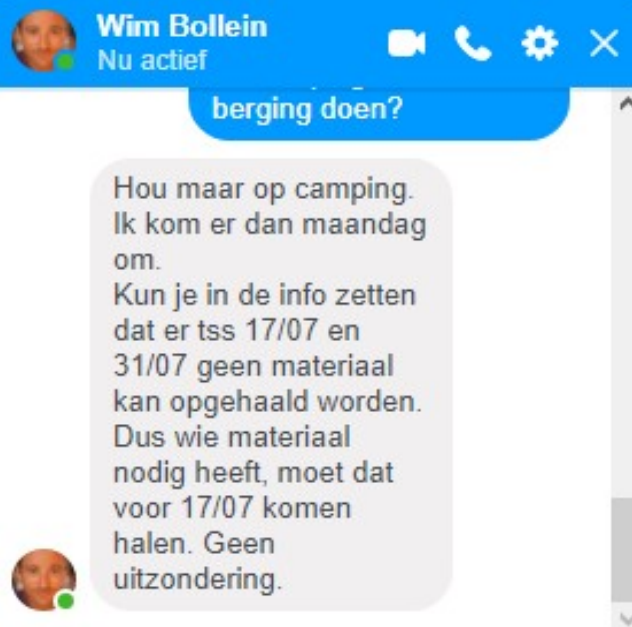 Wim Bollein
Nu actief
berging doen?
Hou maar op camping.
Ik kom er dan maandag
om.
Kun je in de info zetten
dat er tss 17/07 en
31/07 geen materiaal
kan opgehaald worden.
Dus wie materiaal
nodig heeft, moet dat
voor 17/07 komen
halen. Geen
uitzondering.